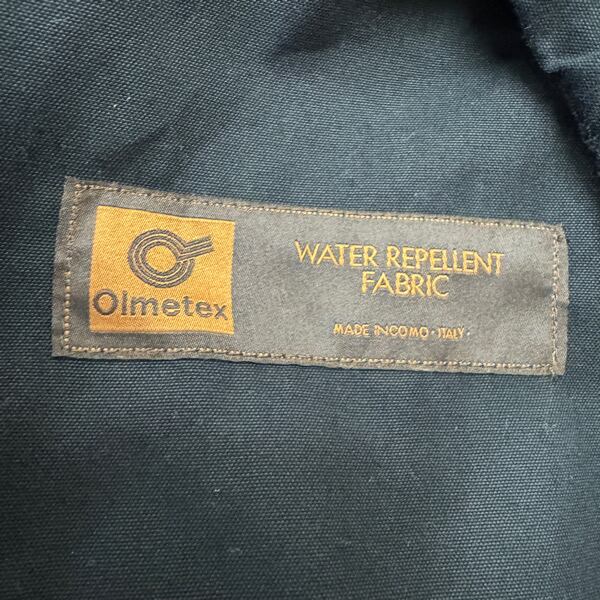 Olmetex
WATER REPELLENT
FABRIC
MADE IN COMO · ITALY ·